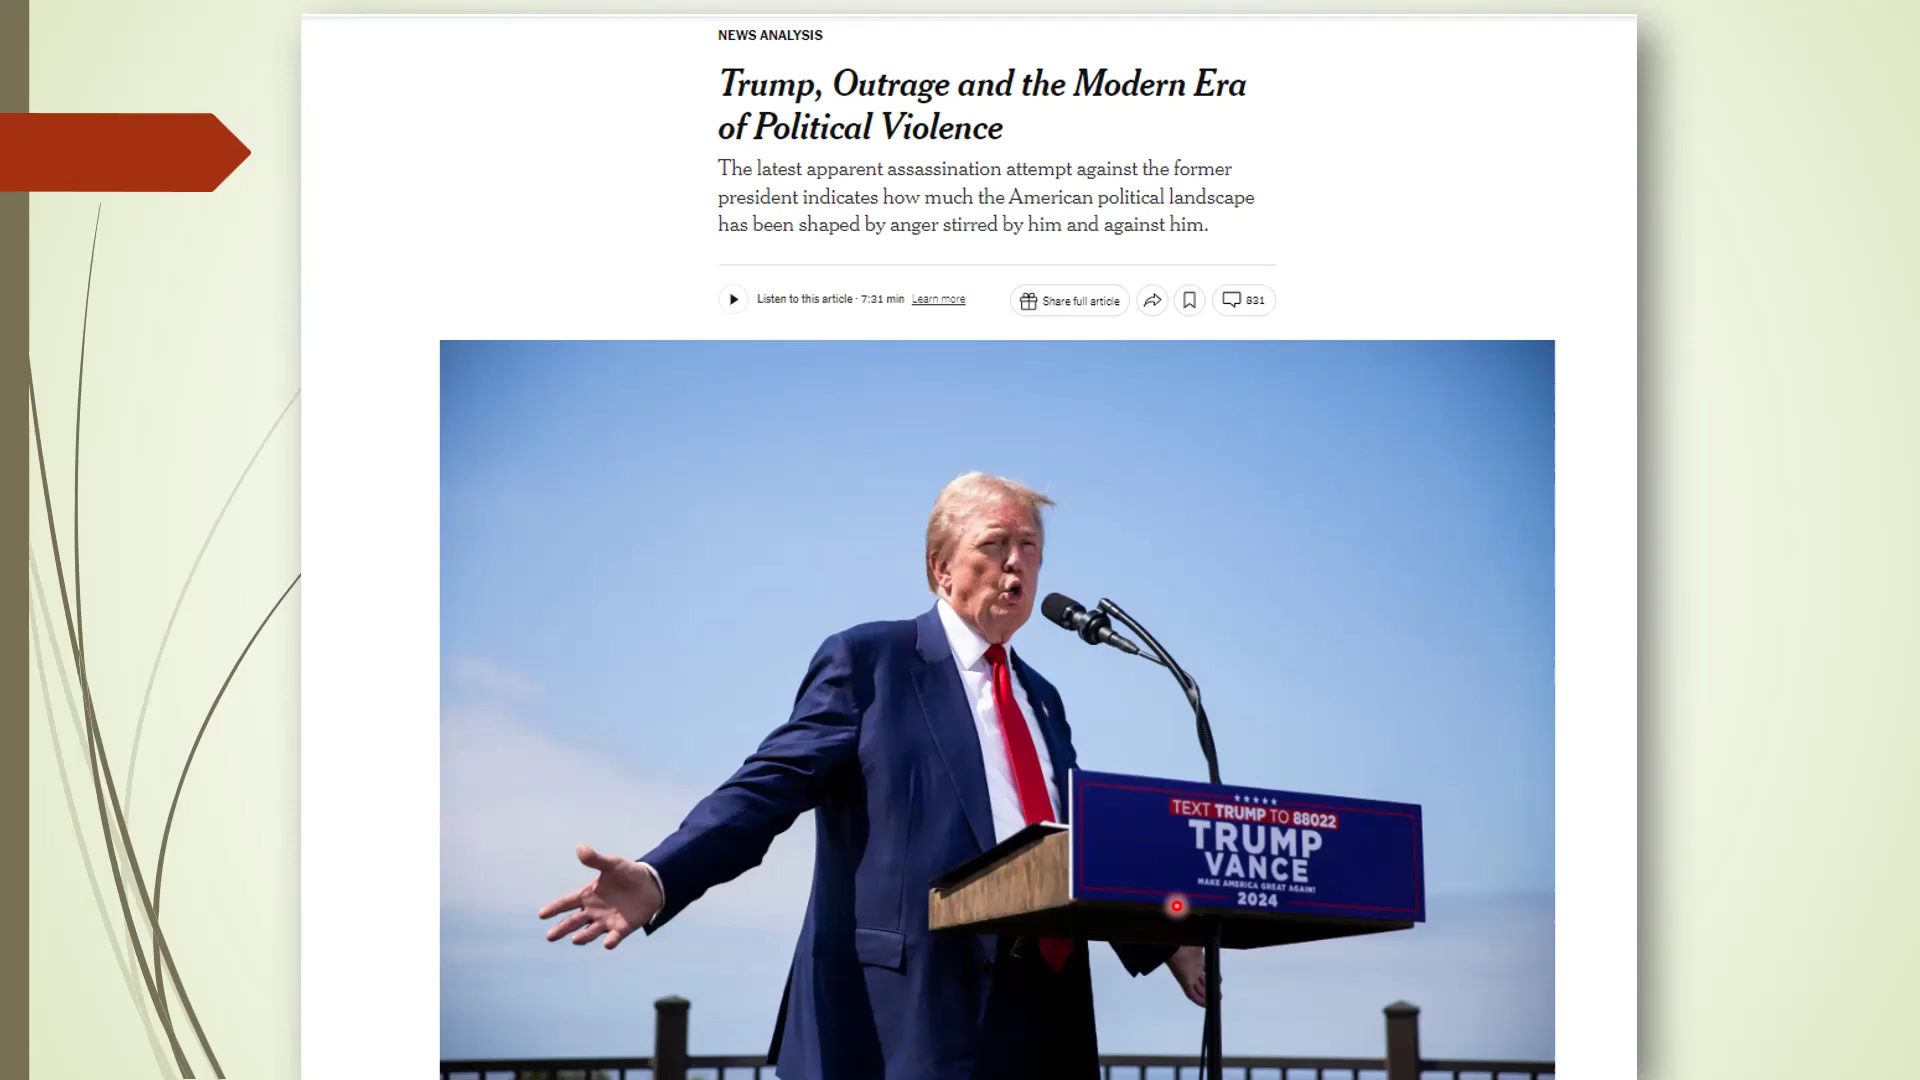 NEWS ANALYSIS
Trump, Outrage and the Modern Era
of Political Violence
The latest apparent assassination attempt against the former
president indicates how much the American political landscape
has been shaped by anger stirred by him and against him.
Listen to this article · 7:31 min Learn more
Share full article
931
TEXT TRUMP TO 88022
TRUMP
VANCE
MAKE AMERICA GREAT AGAIN!
2024